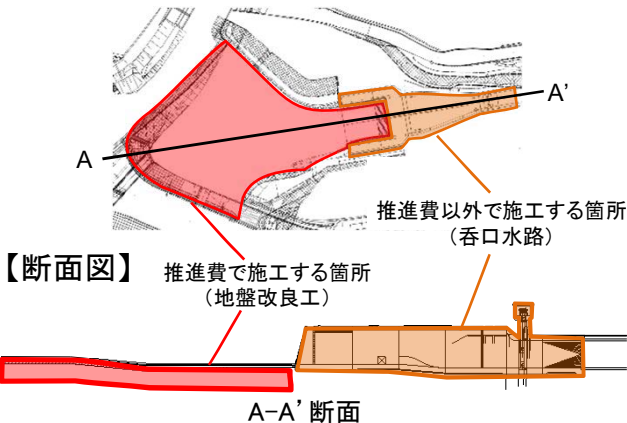 A'
A
推進費以外で施工する箇所
（呑口水路）
【断面図】
推進費で施工する箇所
（地盤改良工）
A−A’断面